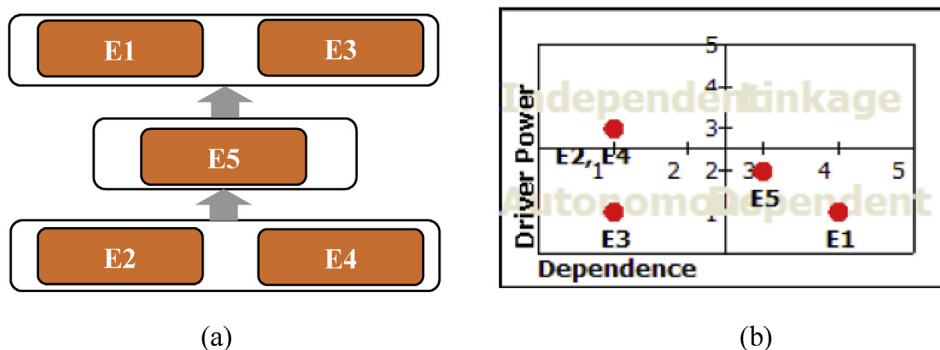 E1 E3
E5
E2 E4
(a)
5
4
Independent Linkage
3
E2, E4
1 2 2 3 4 5
E5
Autonomous Dependent
1
E3 E1
Driver Power
Dependence
(b)